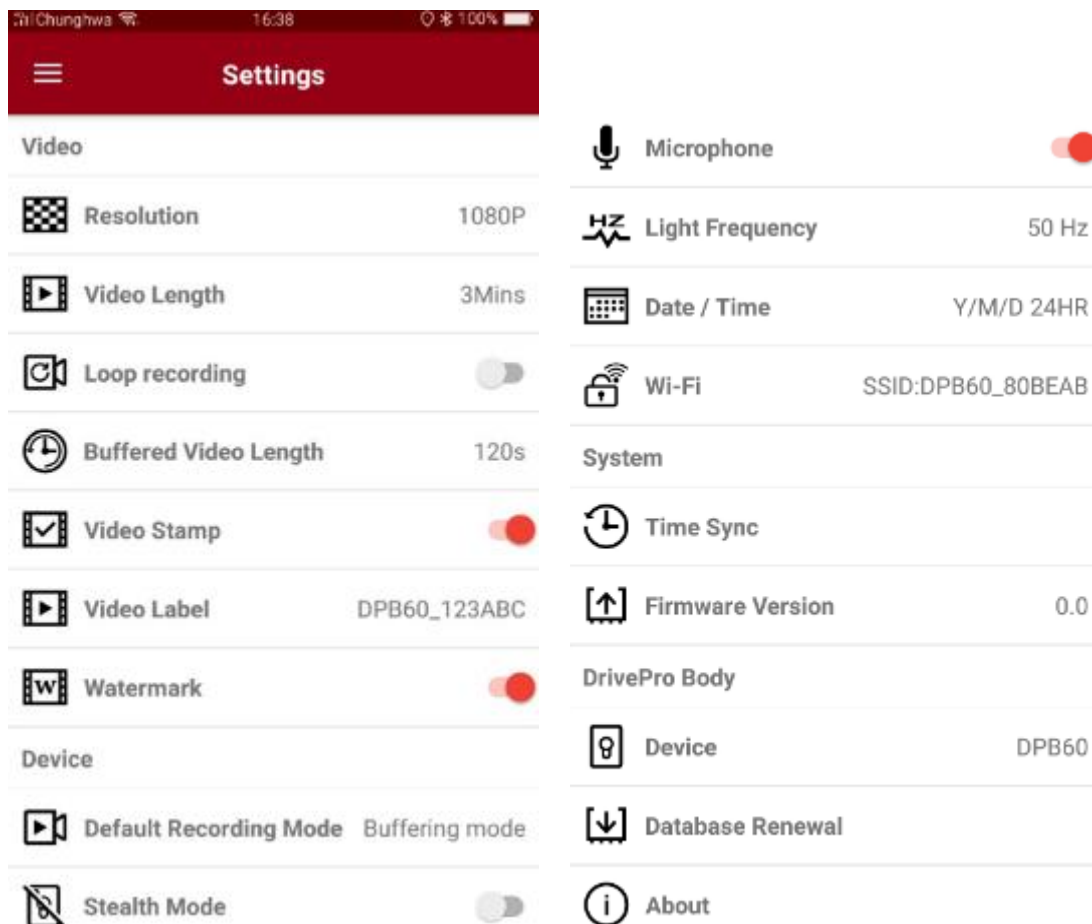 Chunghwa 16:38 100%
Settings
Video
Resolution 1080P
Video Length 3Mins
Loop recording
Buffered Video Length 120s
Video Stamp
Video Label DPB60_123ABC
W Watermark
Device
Default Recording Mode Buffering mode
Stealth Mode
Microphone
HZ Light Frequency 50 Hz
Date / Time Y/M/D 24HR
Wi-Fi SSID:DPB60_80BEAB
System
Time Sync
Firmware Version 0.0
DrivePro Body
Device DPB60
Database Renewal
i About